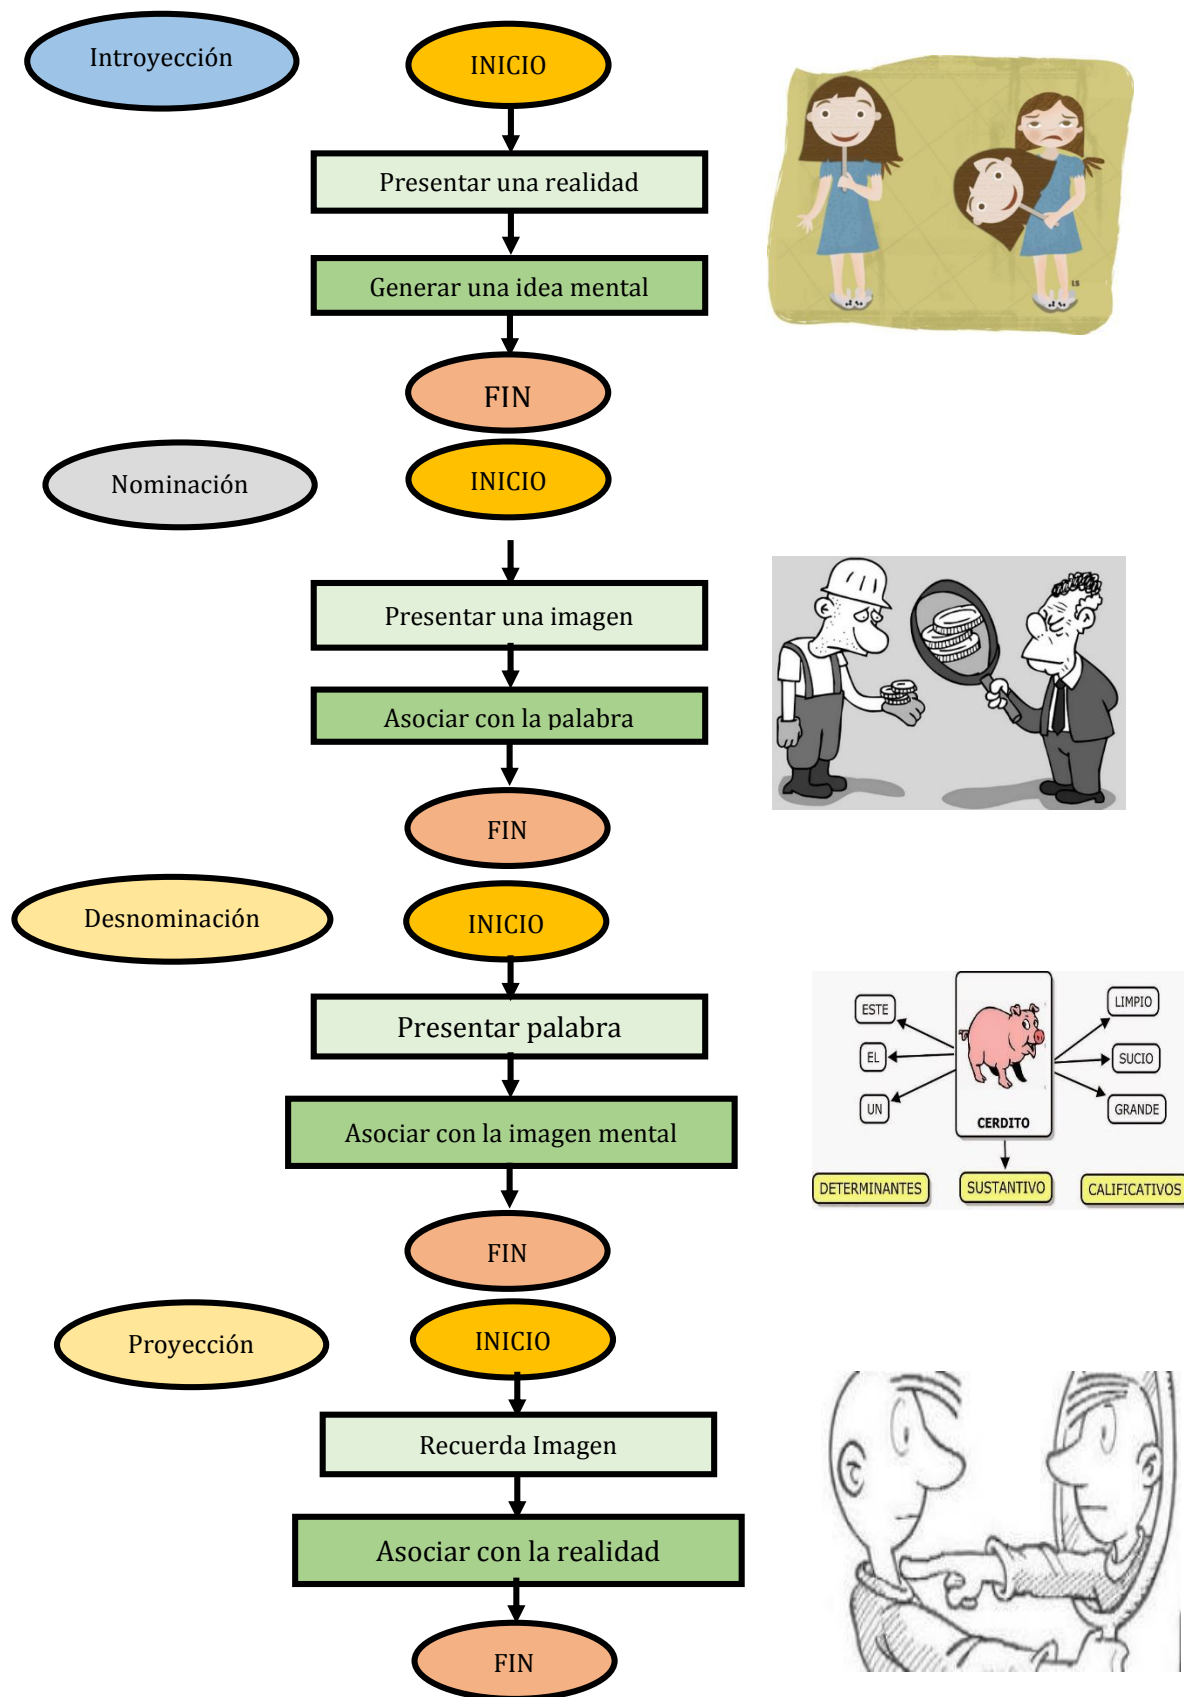 Introyección
INICIO
Presentar una realidad
Generar una idea mental
LS
FIN
Nominación
INICIO
Presentar una imagen
Asociar con la palabra
FIN
Desnominación
INICIO
Presentar palabra
Asociar con la imagen mental
FIN
ESTE
EL
UN
CERDITO
LIMPIO
SUCIO
GRANDE
DETERMINANTES
SUSTANTIVO
CALIFICATIVOS
Proyección
INICIO
Recuerda Imagen
Asociar con la realidad
FIN